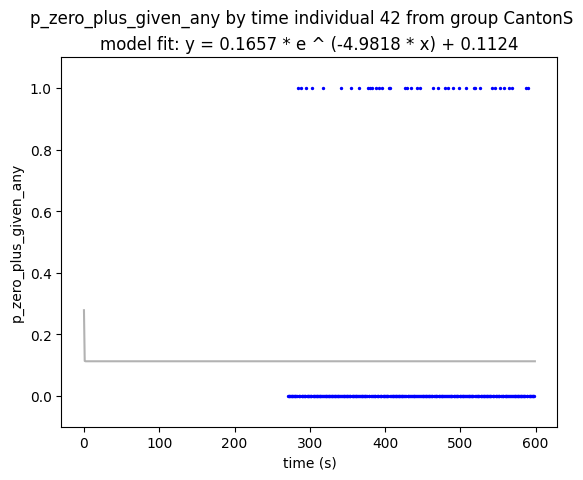 p_zero_plus_given_any by time individual 42 from group CantonS
model fit: y = 0.1657 * e ^ (-4.9818 * x) + 0.1124
1.0
0.8
0.6
0.4
0.2
0.0
p_zero_plus_given_any
0 100 200 300 400 500 600
time (s)